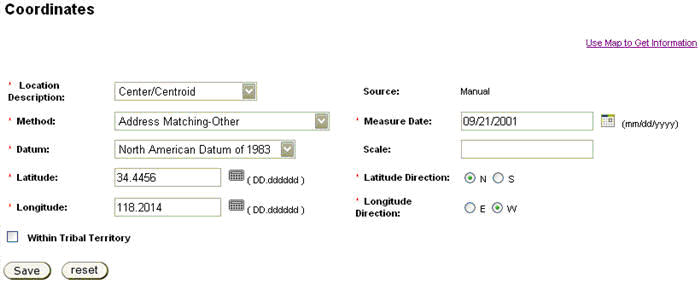 Coordinates
Use Map to Get Information
* Location Description: Center/Centroid Source: Manual
* Method: Address Matching-Other * Measure Date: 09/21/2001 (mm/dd/yyyy)
* Datum: North American Datum of 1983 Scale:
* Latitude: 34.4456 ( DD.dddddd ) * Latitude Direction: N S
* Longitude: 118.2014 ( DD.dddddd ) * Longitude Direction: E W
Within Tribal Territory
Save reset